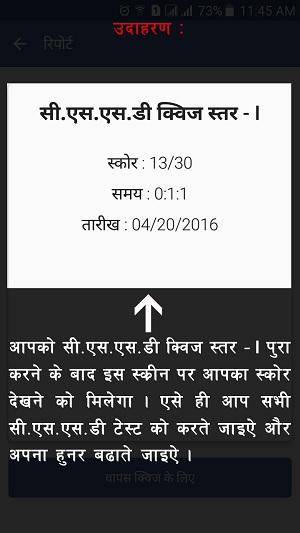 73% 11:45 AM
उदाहरण :
रिपोर्ट
सी.एस.एस.डी क्विज स्तर - I
स्कोर : 13/30
समय : 0:1:1
तारीख : 04/20/2016
आपको सी.एस.एस.डी क्विज स्तर - I पुरा
करने के बाद इस स्क्रीन पर आपका स्कोर
देखने को मिलेगा । एसे ही आप सभी
सी.एस.एस.डी टेस्ट को करते जाइऐ और
अपना हुनर बढाते जाइऐ ।
वापस क्विज के लिए